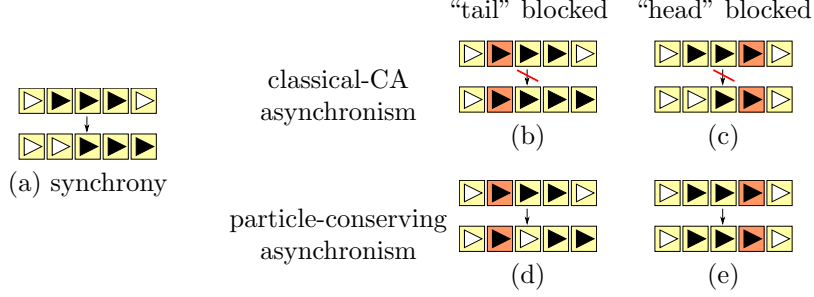 “tail” blocked
“head” blocked
classical-CA
asynchronism
(b)
(c)
(a) synchrony
particle-conserving
asynchronism
(d)
(e)